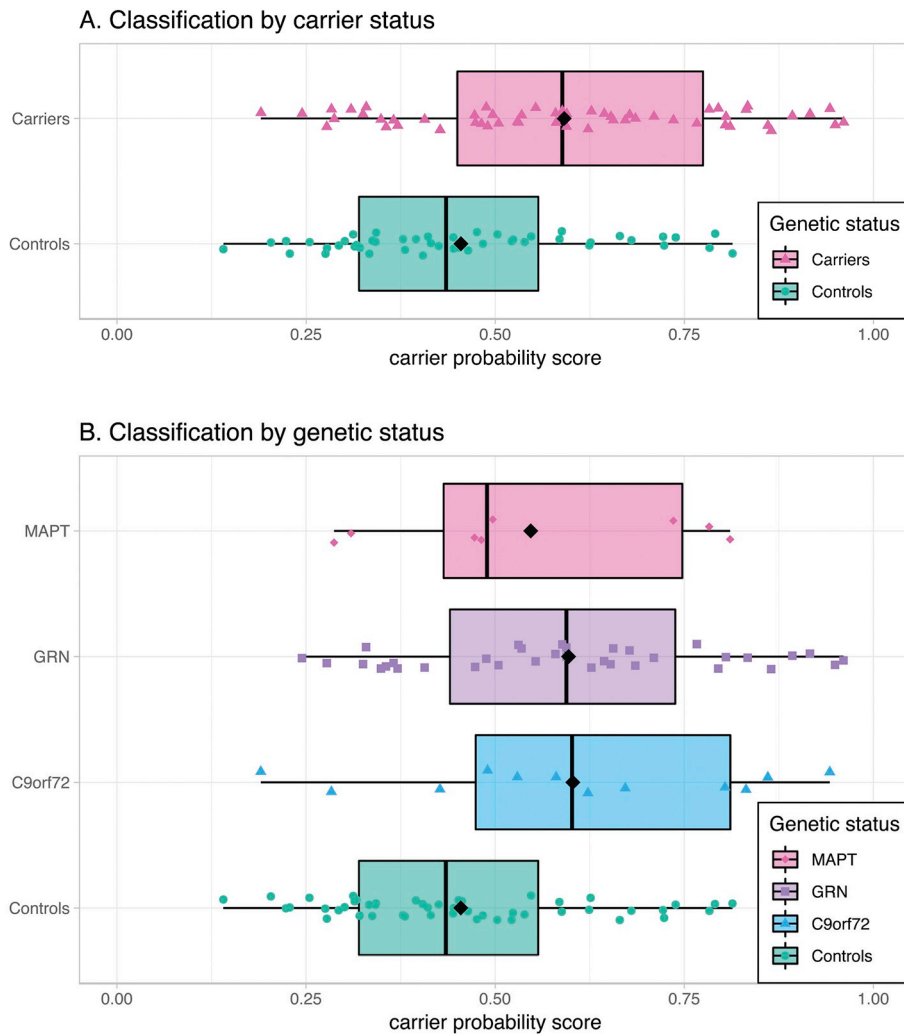 A. Classification by carrier status
Carriers
Controls
Genetic status
Carriers
Controls
0.00 0.25 0.50 0.75 1.00
carrier probability score
B. Classification by genetic status
MAPT
GRN
C9orf72
Controls
Genetic status
MAPT
GRN
C9orf72
Controls
0.00 0.25 0.50 0.75 1.00
carrier probability score